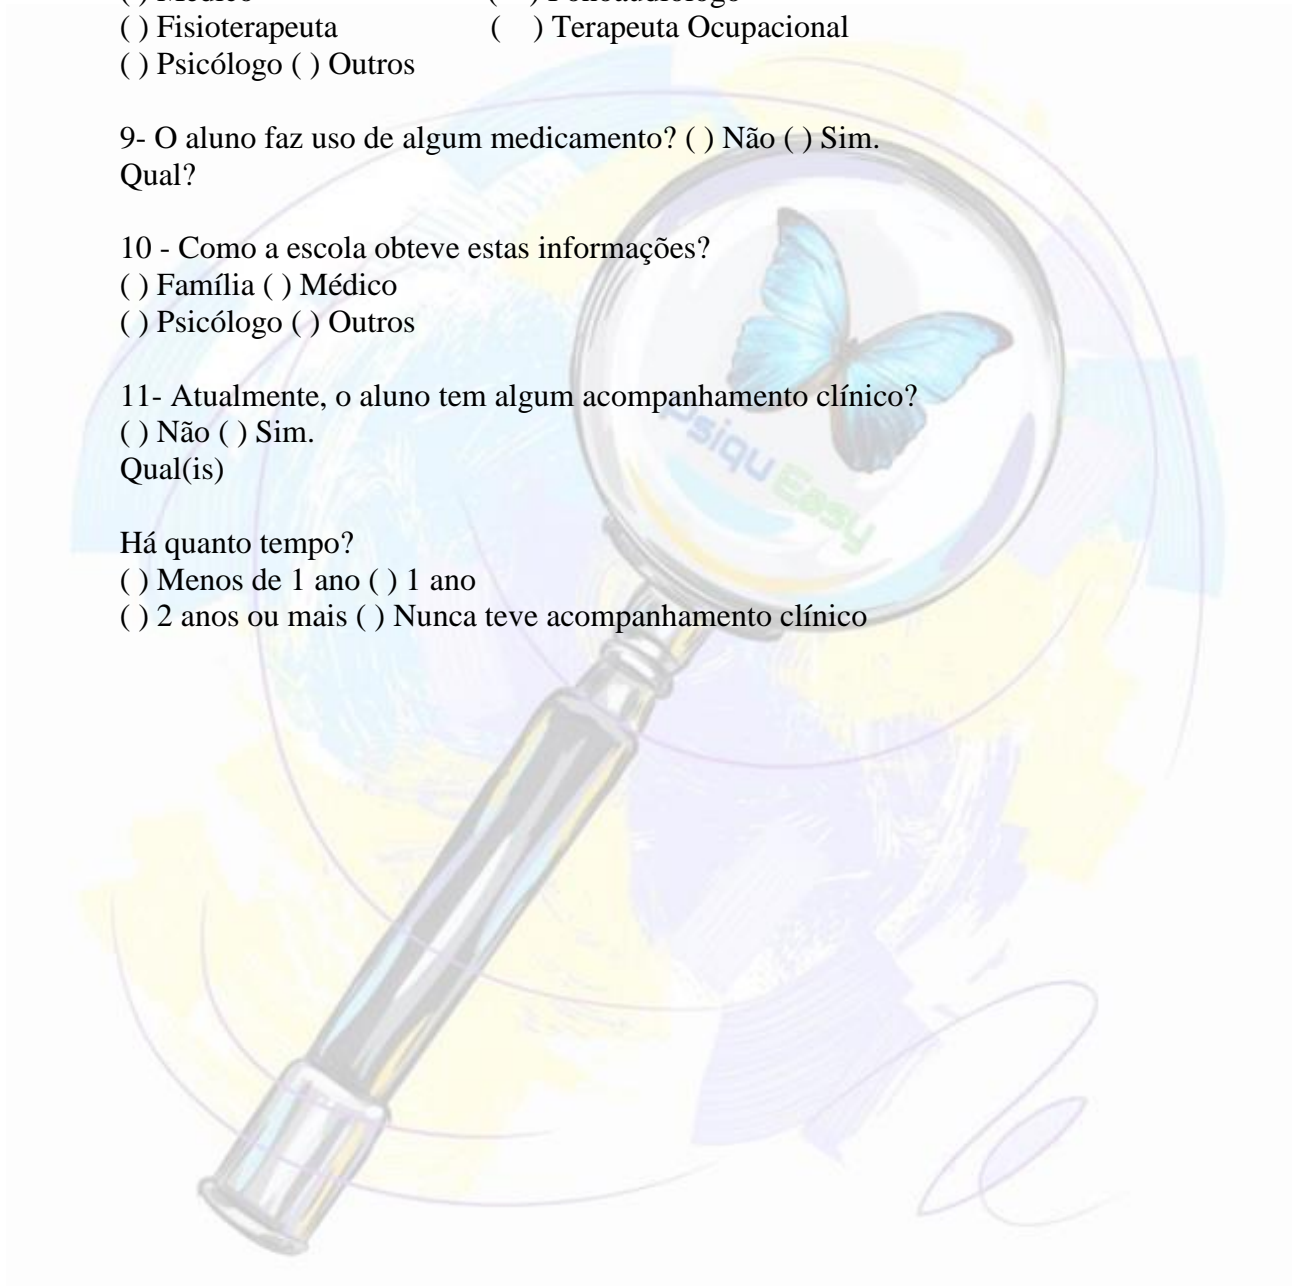 ( ) Fisioterapeuta ( ) Terapeuta Ocupacional
( ) Psicólogo ( ) Outros
9- O aluno faz uso de algum medicamento? ( ) Não ( ) Sim.
Qual?
10 - Como a escola obteve estas informações?
( ) Família ( ) Médico
( ) Psicólogo ( ) Outros
11- Atualmente, o aluno tem algum acompanhamento clínico?
( ) Não ( ) Sim.
Qual(is)
Há quanto tempo?
( ) Menos de 1 ano ( ) 1 ano
( ) 2 anos ou mais ( ) Nunca teve acompanhamento clínico
Psiqu Easy